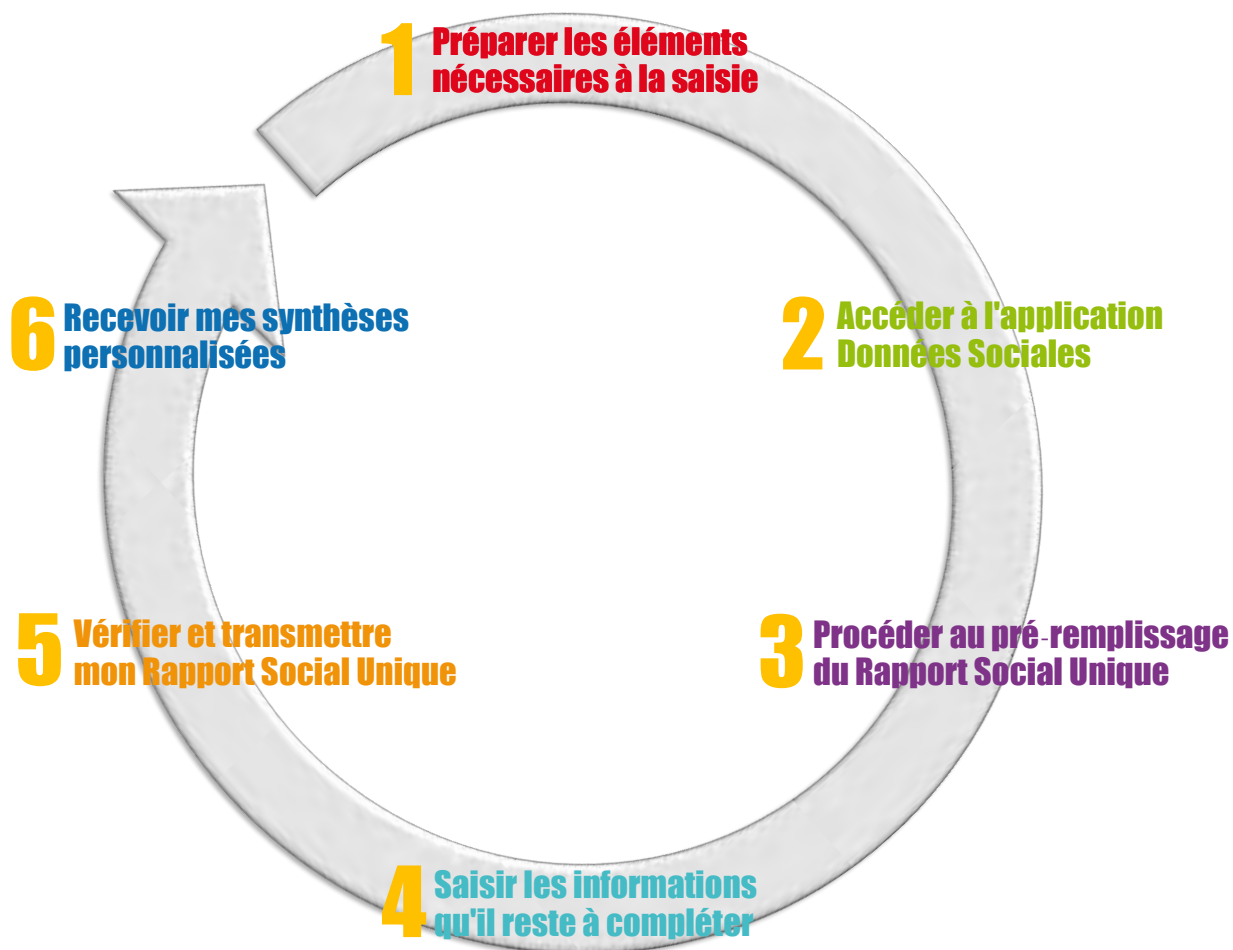 1 Préparer les éléments
nécessaires à la saisie
2 Accéder à l'application
Données Sociales
3 Procéder au pré-remplissage
du Rapport Social Unique
4 Saisir les informations
qu'il reste à compléter
5 Vérifier et transmettre
mon Rapport Social Unique
6 Recevoir mes synthèses
personnalisées